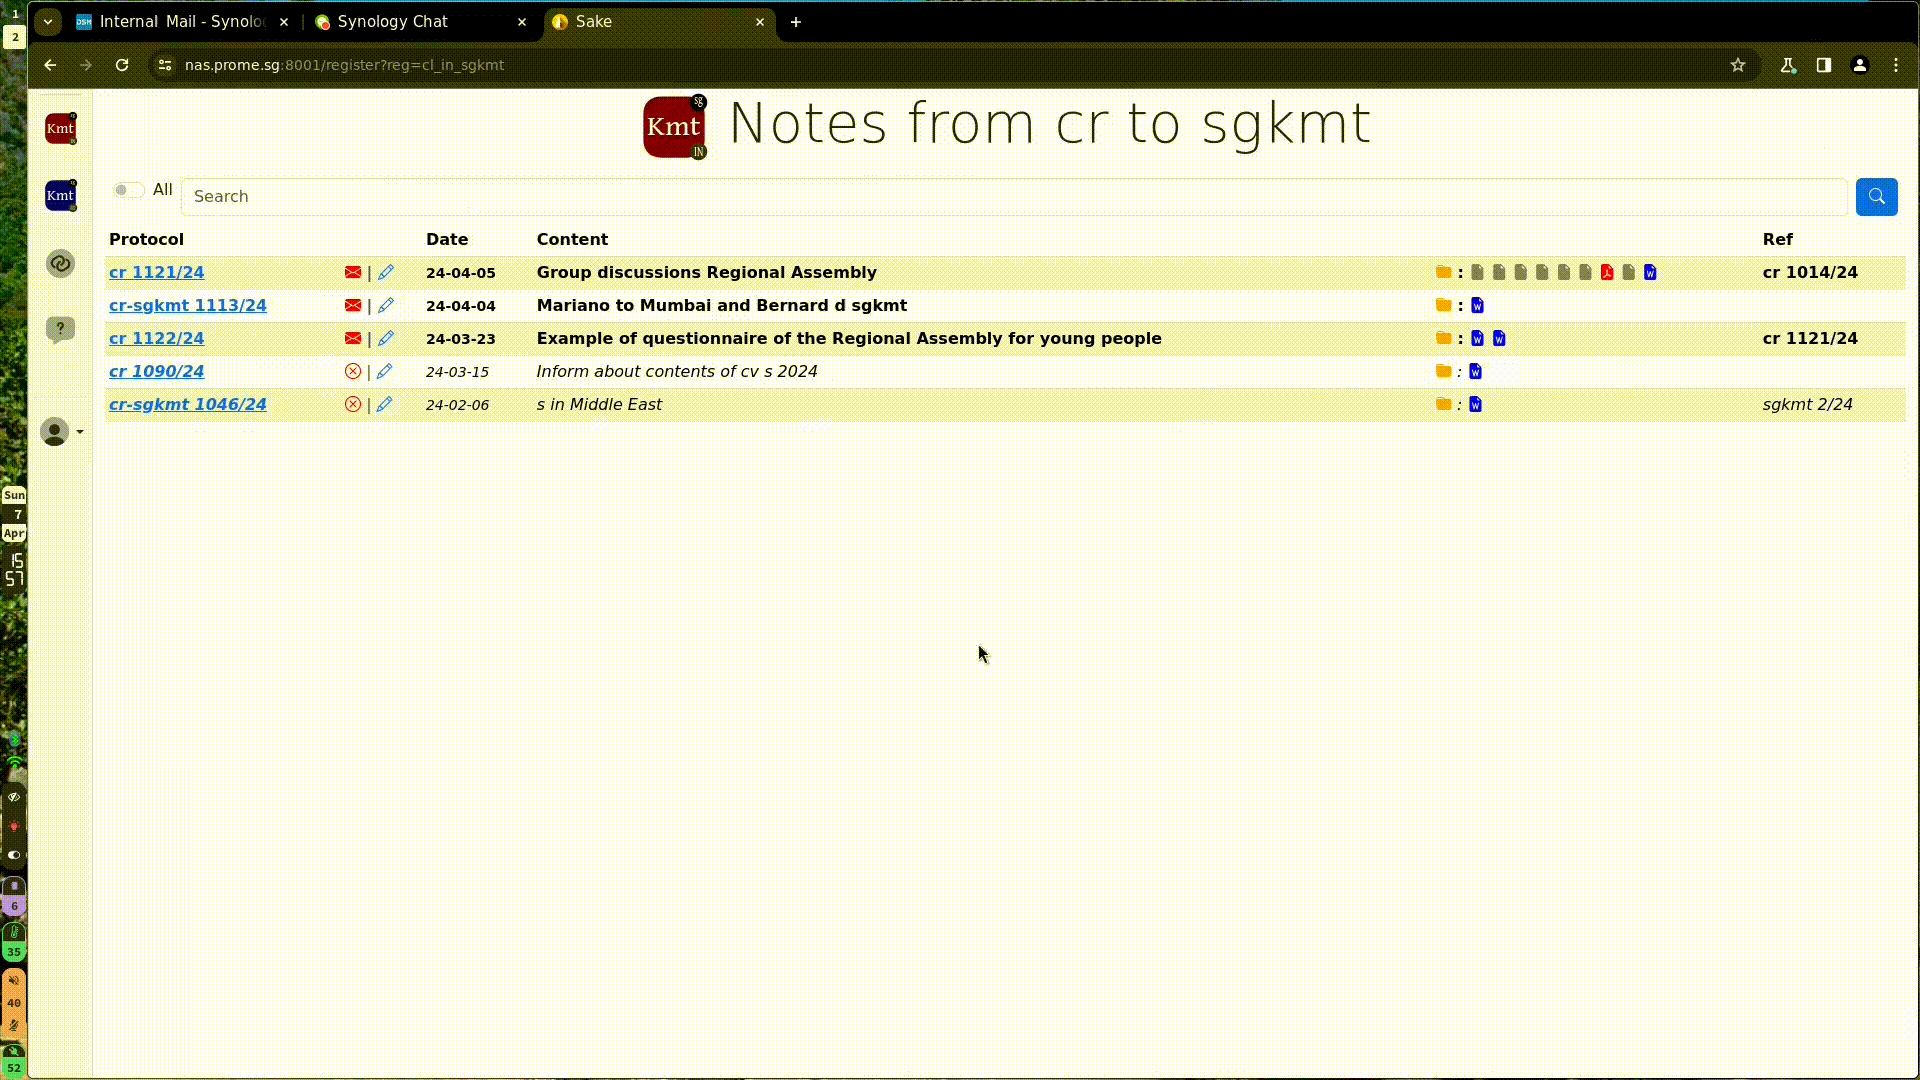 1
2
Internal Mail - Synolo
Synology Chat
Sake
nas.prome.sg:8001/register?reg=cl_in_sgkmt
Kmt
Kmt
Kmt sg IN
Notes from cr to sgkmt
All
Search
Protocol Date Content Ref
cr 1121/24 | 24-04-05 Group discussions Regional Assembly : cr 1014/24
cr-sgkmt 1113/24 | 24-04-04 Mariano to Mumbai and Bernard d sgkmt :
cr 1122/24 | 24-03-23 Example of questionnaire of the Regional Assembly for young people : cr 1121/24
cr 1090/24 | 24-03-15 Inform about contents of cv s 2024 :
cr-sgkmt 1046/24 | 24-02-06 s in Middle East : sgkmt 2/24
Sun
7
Apr
15
57
6
35
40
52